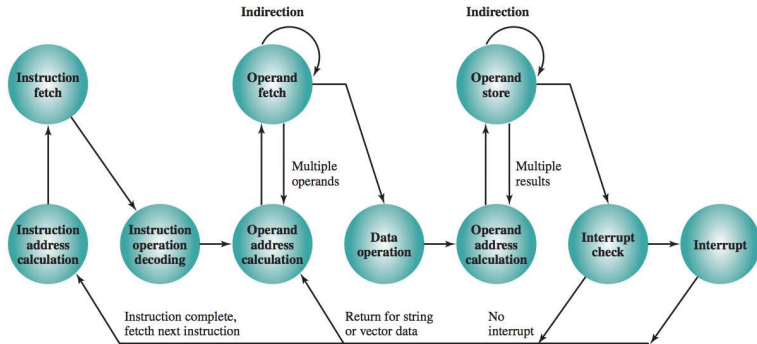 Indirection
Indirection
Instruction
fetch
Operand
fetch
Operand
store
Multiple
operands
Multiple
results
Instruction
address
calculation
Instruction
operation
decoding
Operand
address
calculation
Data
operation
Operand
address
calculation
Interrupt
check
Interrupt
Instruction complete,
fetcth next instruction
Return for string
or vector data
No
interrupt